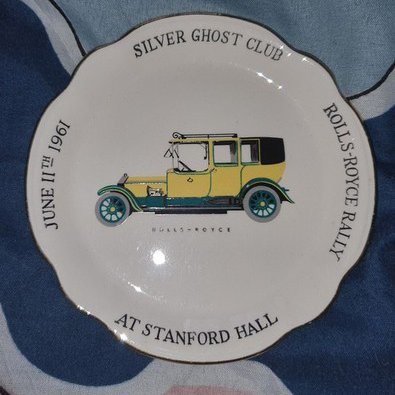 SILVER GHOST CLUB
ROLLS-ROYCE RALLY
AT STANFORD HALL
JUNE 11TH 1961
ROLLS-ROYCE